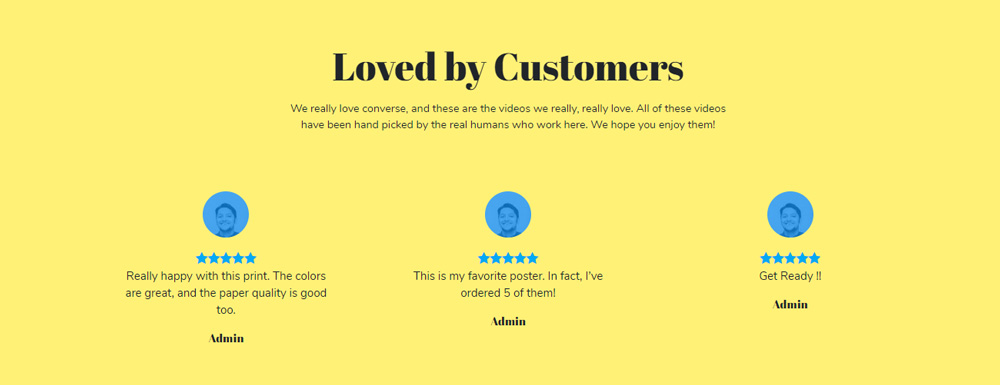 Loved by Customers
We really love converse, and these are the videos we really, really love. All of these videos
have been hand picked by the real humans who work here. We hope you enjoy them!
Really happy with this print. The colors
are great, and the paper quality is good
too.
Admin
This is my favorite poster. In fact, I've
ordered 5 of them!
Admin
Get Ready !!
Admin